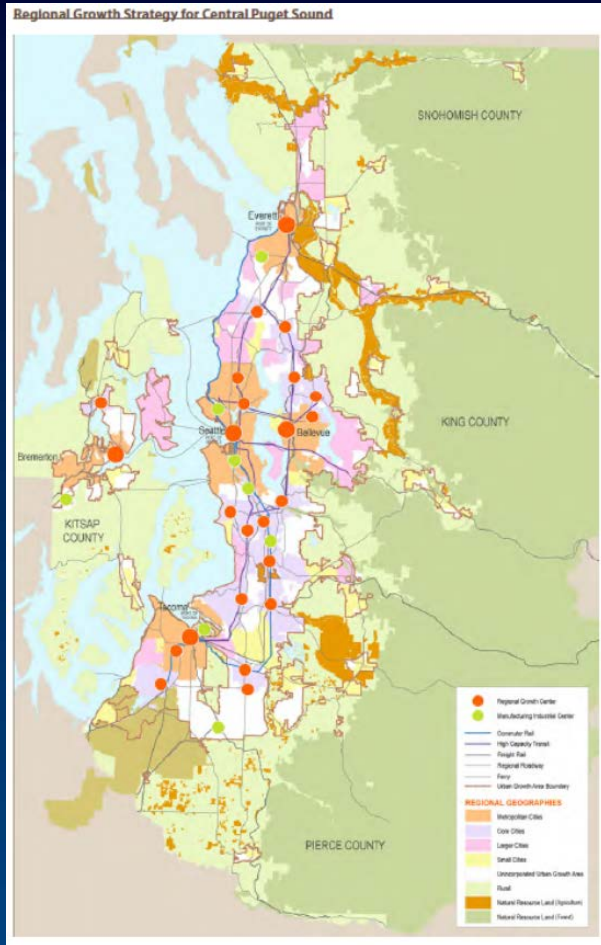 Regional Growth Strategy for Central Puget Sound
SNOHOMISH COUNTY
Everett
KING COUNTY
Seattle
Bellevue
Bremerton
KITSAP
COUNTY
Tacoma
PIERCE COUNTY
Regional Growth Center
Manufacturing Industrial Center
Commuter Rail
High Capacity Transit
Freight Rail
Regional Roadway
Ferry
Urban Growth Area Boundary
REGIONAL GEOGRAPHIES
Metropolitan Cities
Core Cities
Larger Cities
Small Cities
Unincorporated Urban Growth Area
Rural
Natural Resource Land (Agriculture)
Natural Resource Land (Forest)